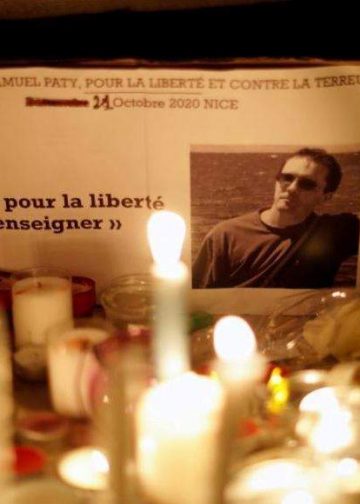 AMUEL PATY, POUR LA LIBERTÉ ET CONTRE LA TERREU
21 Octobre 2020 NICE
pour la liberté
enseigner »